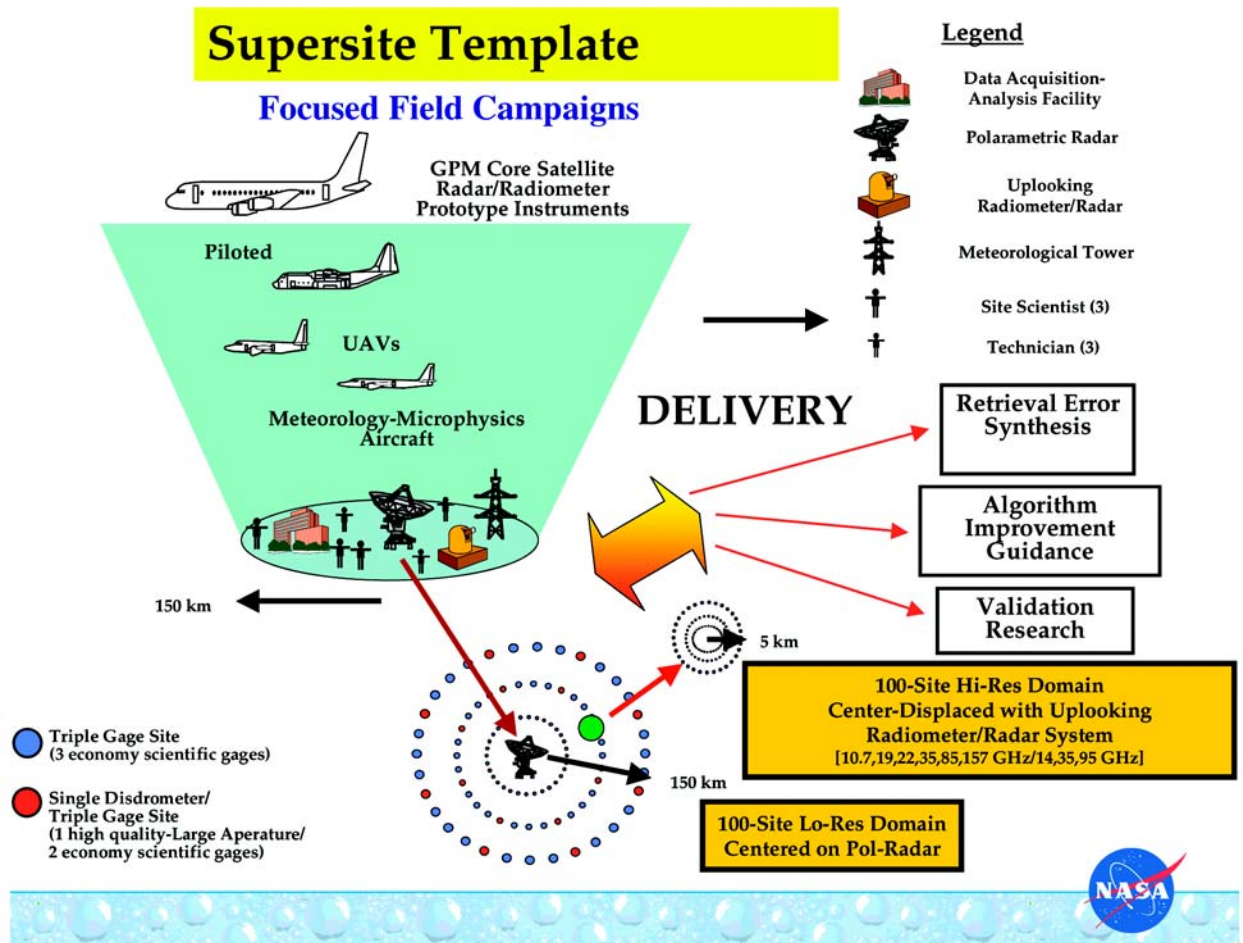 Supersite Template
Focused Field Campaigns
GPM Core Satellite
Radar/Radiometer
Prototype Instruments
Piloted
UAVs
Meteorology-Microphysics
Aircraft
150 km
Legend
Data Acquisition-
Analysis Facility
Polarametric Radar
Uplooking
Radiometer/Radar
Meteorological Tower
Site Scientist (3)
Technician (3)
DELIVERY
Retrieval Error
Synthesis
Algorithm
Improvement
Guidance
Validation
Research
5 km
150 km
Triple Gage Site
(3 economy scientific gages)
Single Disdrometer/
Triple Gage Site
(1 high quality-Large Aperature/
2 economy scientific gages)
100-Site Hi-Res Domain
Center-Displaced with Uplooking
Radiometer/Radar System
[10.7,19,22,35,85,157 GHz/14,35,95 GHz]
100-Site Lo-Res Domain
Centered on Pol-Radar
NASA